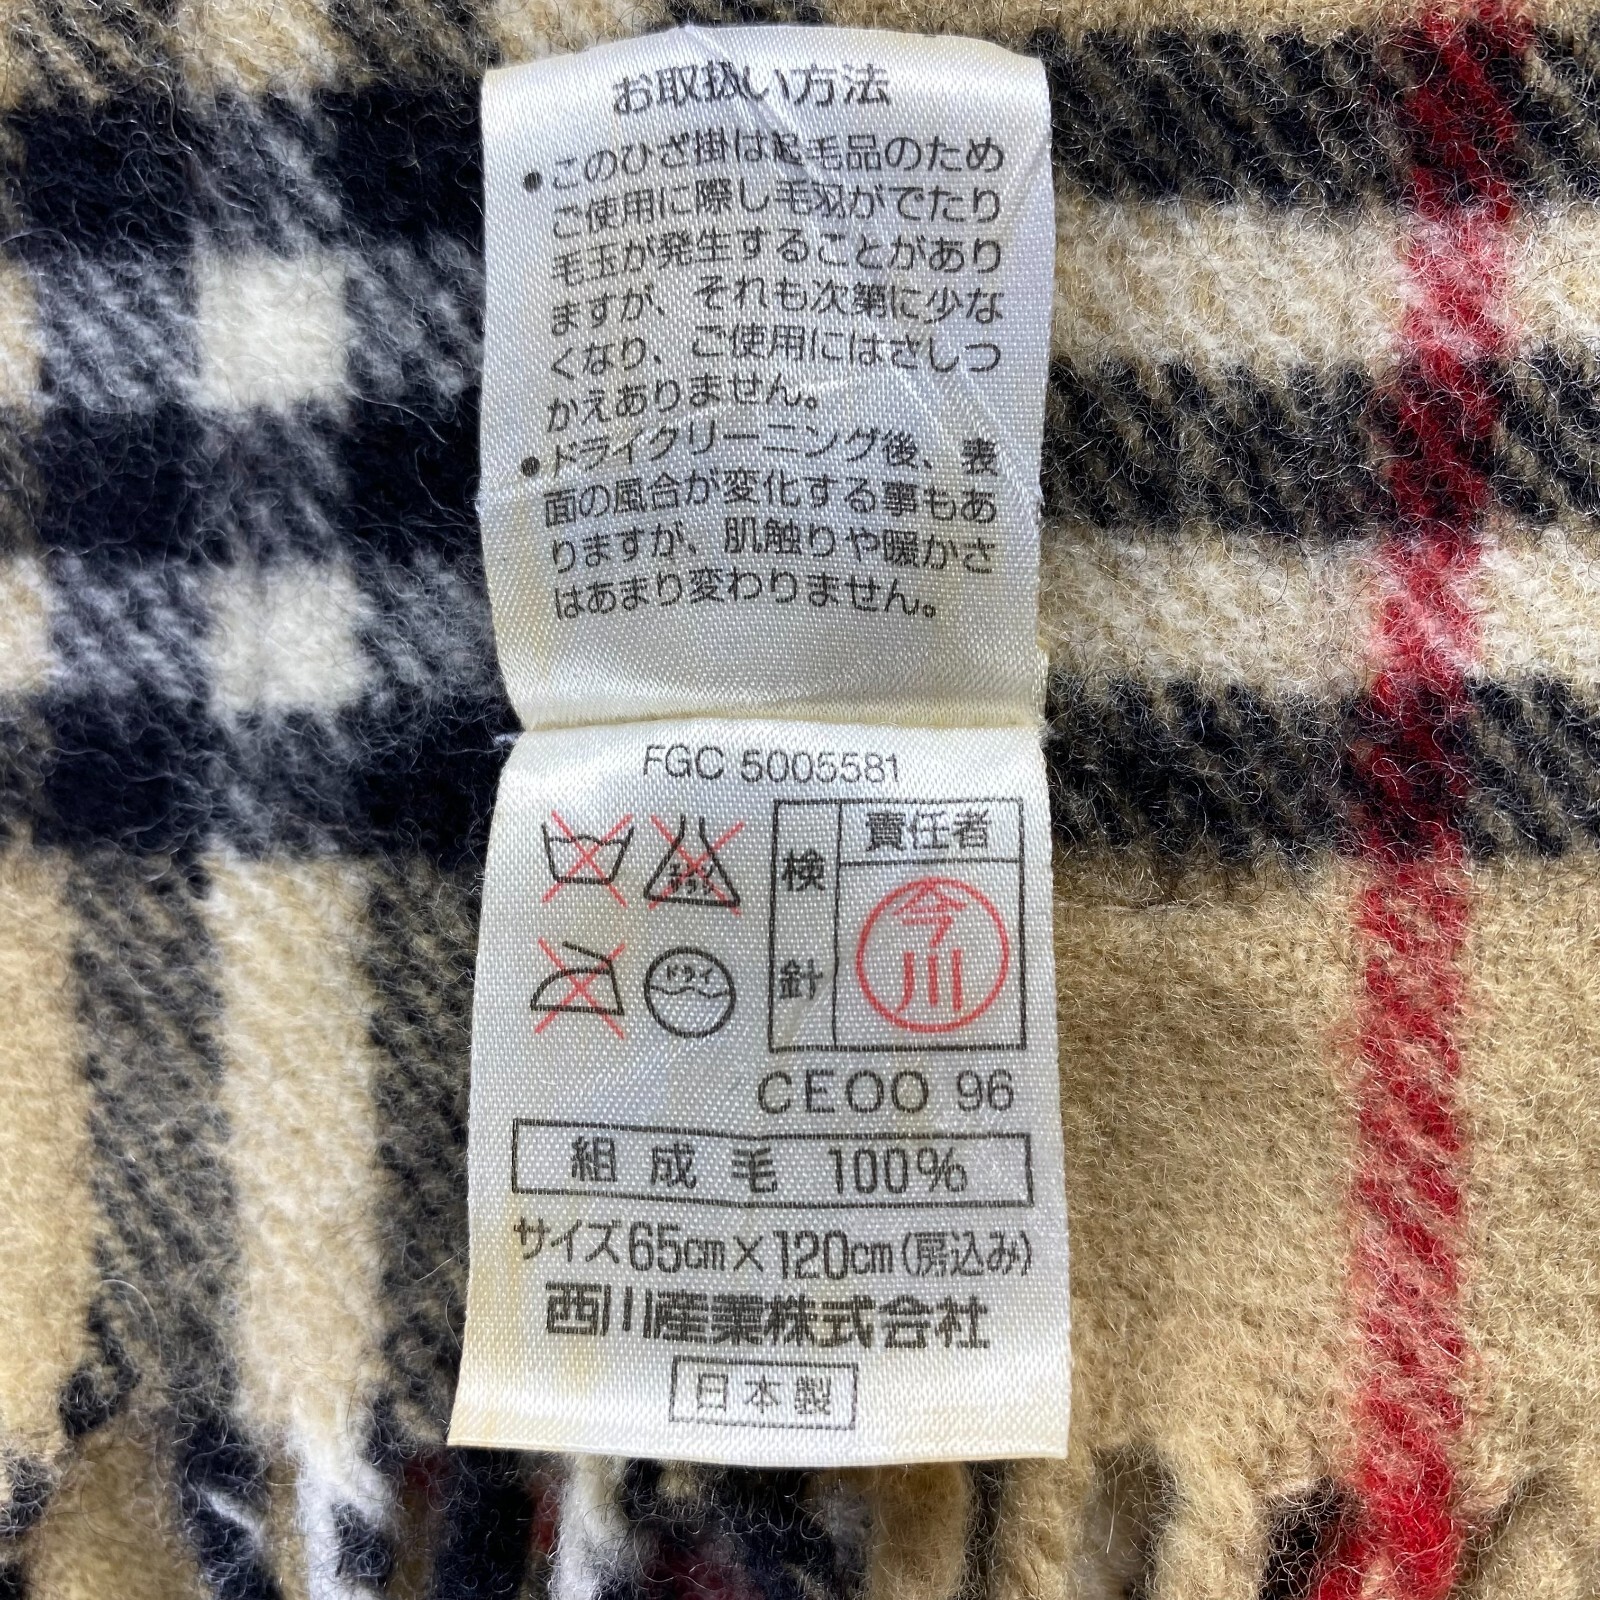 お取扱い方法
●このひざ掛は起毛品のため
ご使用に際し毛羽がでたり
毛玉が発生することがあり
ますが、それも次第に少な
くなり、ご使用にはさしつ
かえありません。
●ドライクリーニング後、表
面の風合が変化する事もあ
りますが、肌触りや暖かさ
はあまり変わりません。
FGC 5005581
検針
責任者
今川
ドライ
CEOO 96
組成 毛 100%
サイズ65cm×120cm(房込み)
西川産業株式会社
日本製